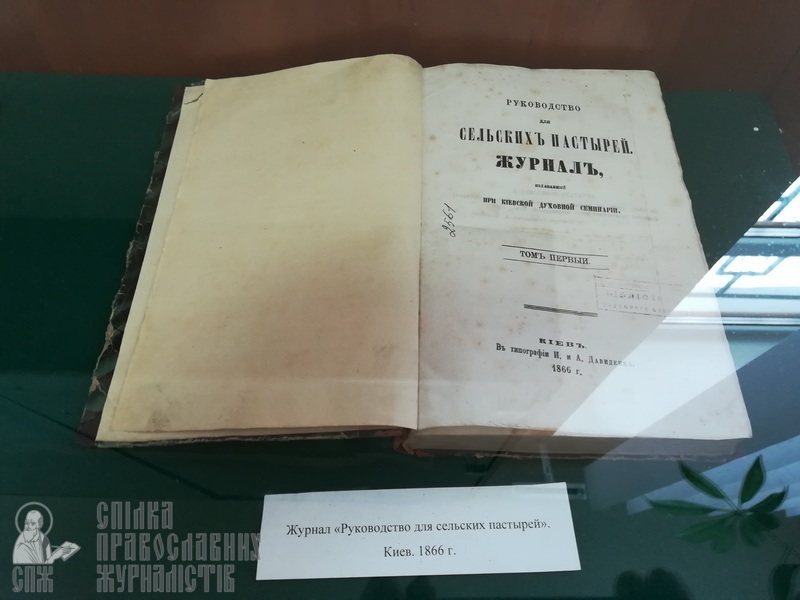 РУКОВОДСТВО
для
СЕЛЬСКИХЪ ПАСТЫРЕЙ.
ЖУРНАЛЪ,
издаваемый
ПРИ КІЕВСКОЙ ДУХОВНОЙ СЕМИНАРІИ.
2561
ТОМЪ ПЕРВЫЙ.
КІЕВЪ.
Въ типографіи И. и А. Давиденко.
1866 г.
Журнал «Руководство для сельских пастырей».
Киев. 1866 г.
СПІЛКА
ПРАВОСЛАВНИХ
СПЖ ЖУРНАЛІСТІВ